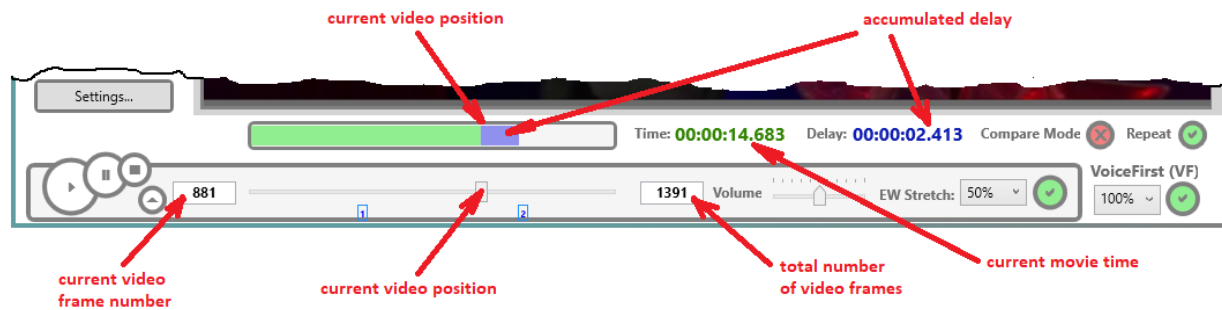 current video position
accumulated delay
Settings...
Time: 00:00:14.683 Delay: 00:00:02.413 Compare Mode Repeat
VoiceFirst (VF)
881 1391 Volume EW Stretch: 50% 100%
1 2
current video
frame number
current video position
total number
of video frames
current movie time